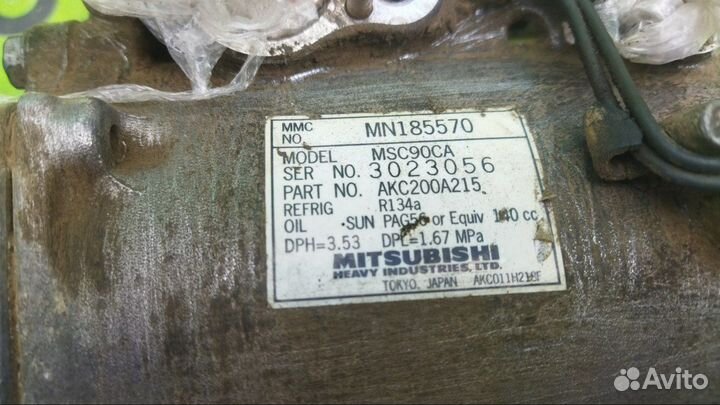 MMC NO. MN185570
MODEL MSC90CA
SER NO. 3023056
PART NO. AKC200A215
REFRIG R134a
OIL SUN PAG56 or Equiv 140 cc
DPH=3.53 DPL=1.67 MPa
MITSUBISHI
HEAVY INDUSTRIES, LTD.
TOKYO, JAPAN AKC011H218F
Avito